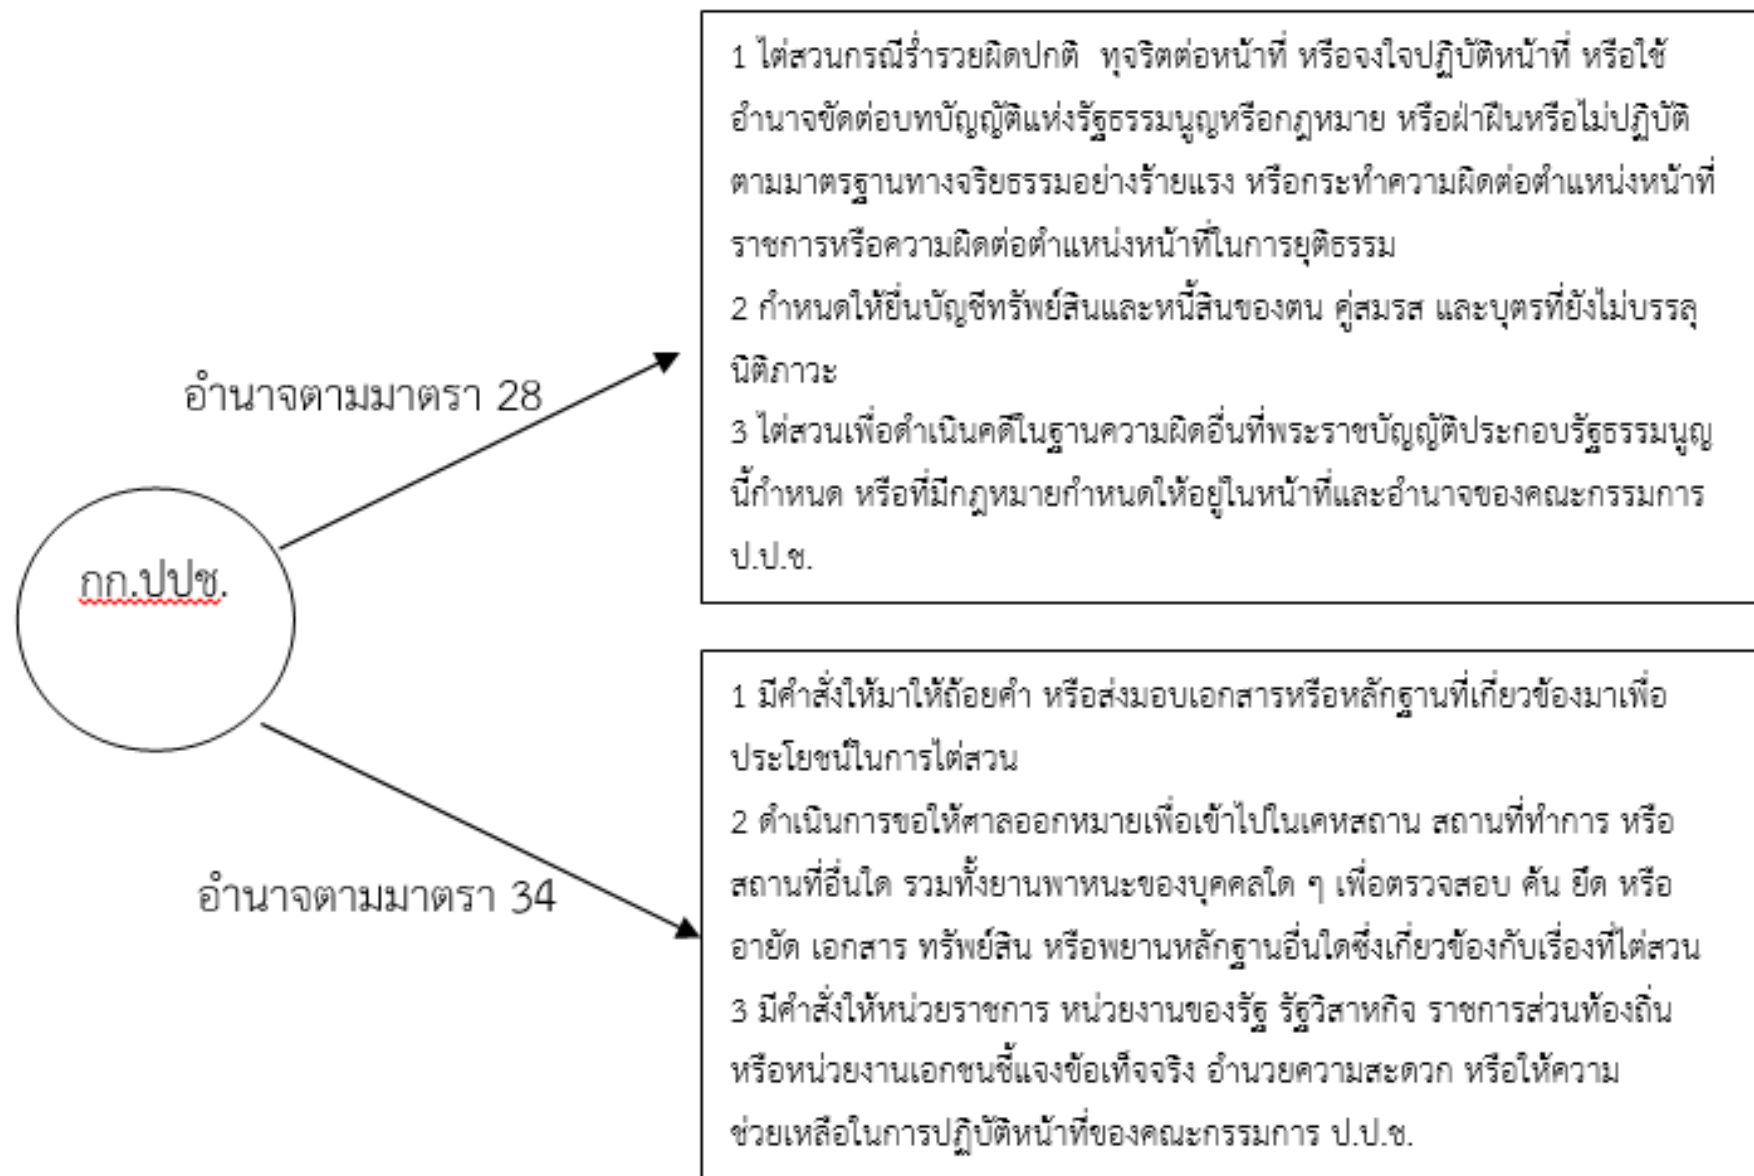 กก.ปปช.
อำนาจตามมาตรา 28
1 ไต่สวนกรณีร่ำรวยผิดปกติ ทุจริตต่อหน้าที่ หรือจงใจปฏิบัติหน้าที่ หรือใช้
อำนาจขัดต่อบทบัญญัติแห่งรัฐธรรมนูญหรือกฎหมาย หรือฝ่าฝืนหรือไม่ปฏิบัติ
ตามมาตรฐานทางจริยธรรมอย่างร้ายแรง หรือกระทำความผิดต่อตำแหน่งหน้าที่
ราชการหรือความผิดต่อตำแหน่งหน้าที่ในการยุติธรรม
2 กำหนดให้ยื่นบัญชีทรัพย์สินและหนี้สินของตน คู่สมรส และบุตรที่ยังไม่บรรลุ
นิติภาวะ
3 ไต่สวนเพื่อดำเนินคดีในฐานความผิดอื่นที่พระราชบัญญัติประกอบรัฐธรรมนูญ
นี้กำหนด หรือที่มีกฎหมายกำหนดให้อยู่ในหน้าที่และอำนาจของคณะกรรมการ
ป.ป.ช.
อำนาจตามมาตรา 34
1 มีคำสั่งให้มาให้ถ้อยคำ หรือส่งมอบเอกสารหรือหลักฐานที่เกี่ยวข้องมาเพื่อ
ประโยชน์ในการไต่สวน
2 ดำเนินการขอให้ศาลออกหมายเพื่อเข้าไปในเคหสถาน สถานที่ทำการ หรือ
สถานที่อื่นใด รวมทั้งยานพาหนะของบุคคลใด ๆ เพื่อตรวจสอบ ค้น ยึด หรือ
อายัด เอกสาร ทรัพย์สิน หรือพยานหลักฐานอื่นใดซึ่งเกี่ยวข้องกับเรื่องที่ไต่สวน
3 มีคำสั่งให้หน่วยราชการ หน่วยงานของรัฐ รัฐวิสาหกิจ ราชการส่วนท้องถิ่น
หรือหน่วยงานเอกชนชี้แจงข้อเท็จจริง อำนวยความสะดวก หรือให้ความ
ช่วยเหลือในการปฏิบัติหน้าที่ของคณะกรรมการ ป.ป.ช.